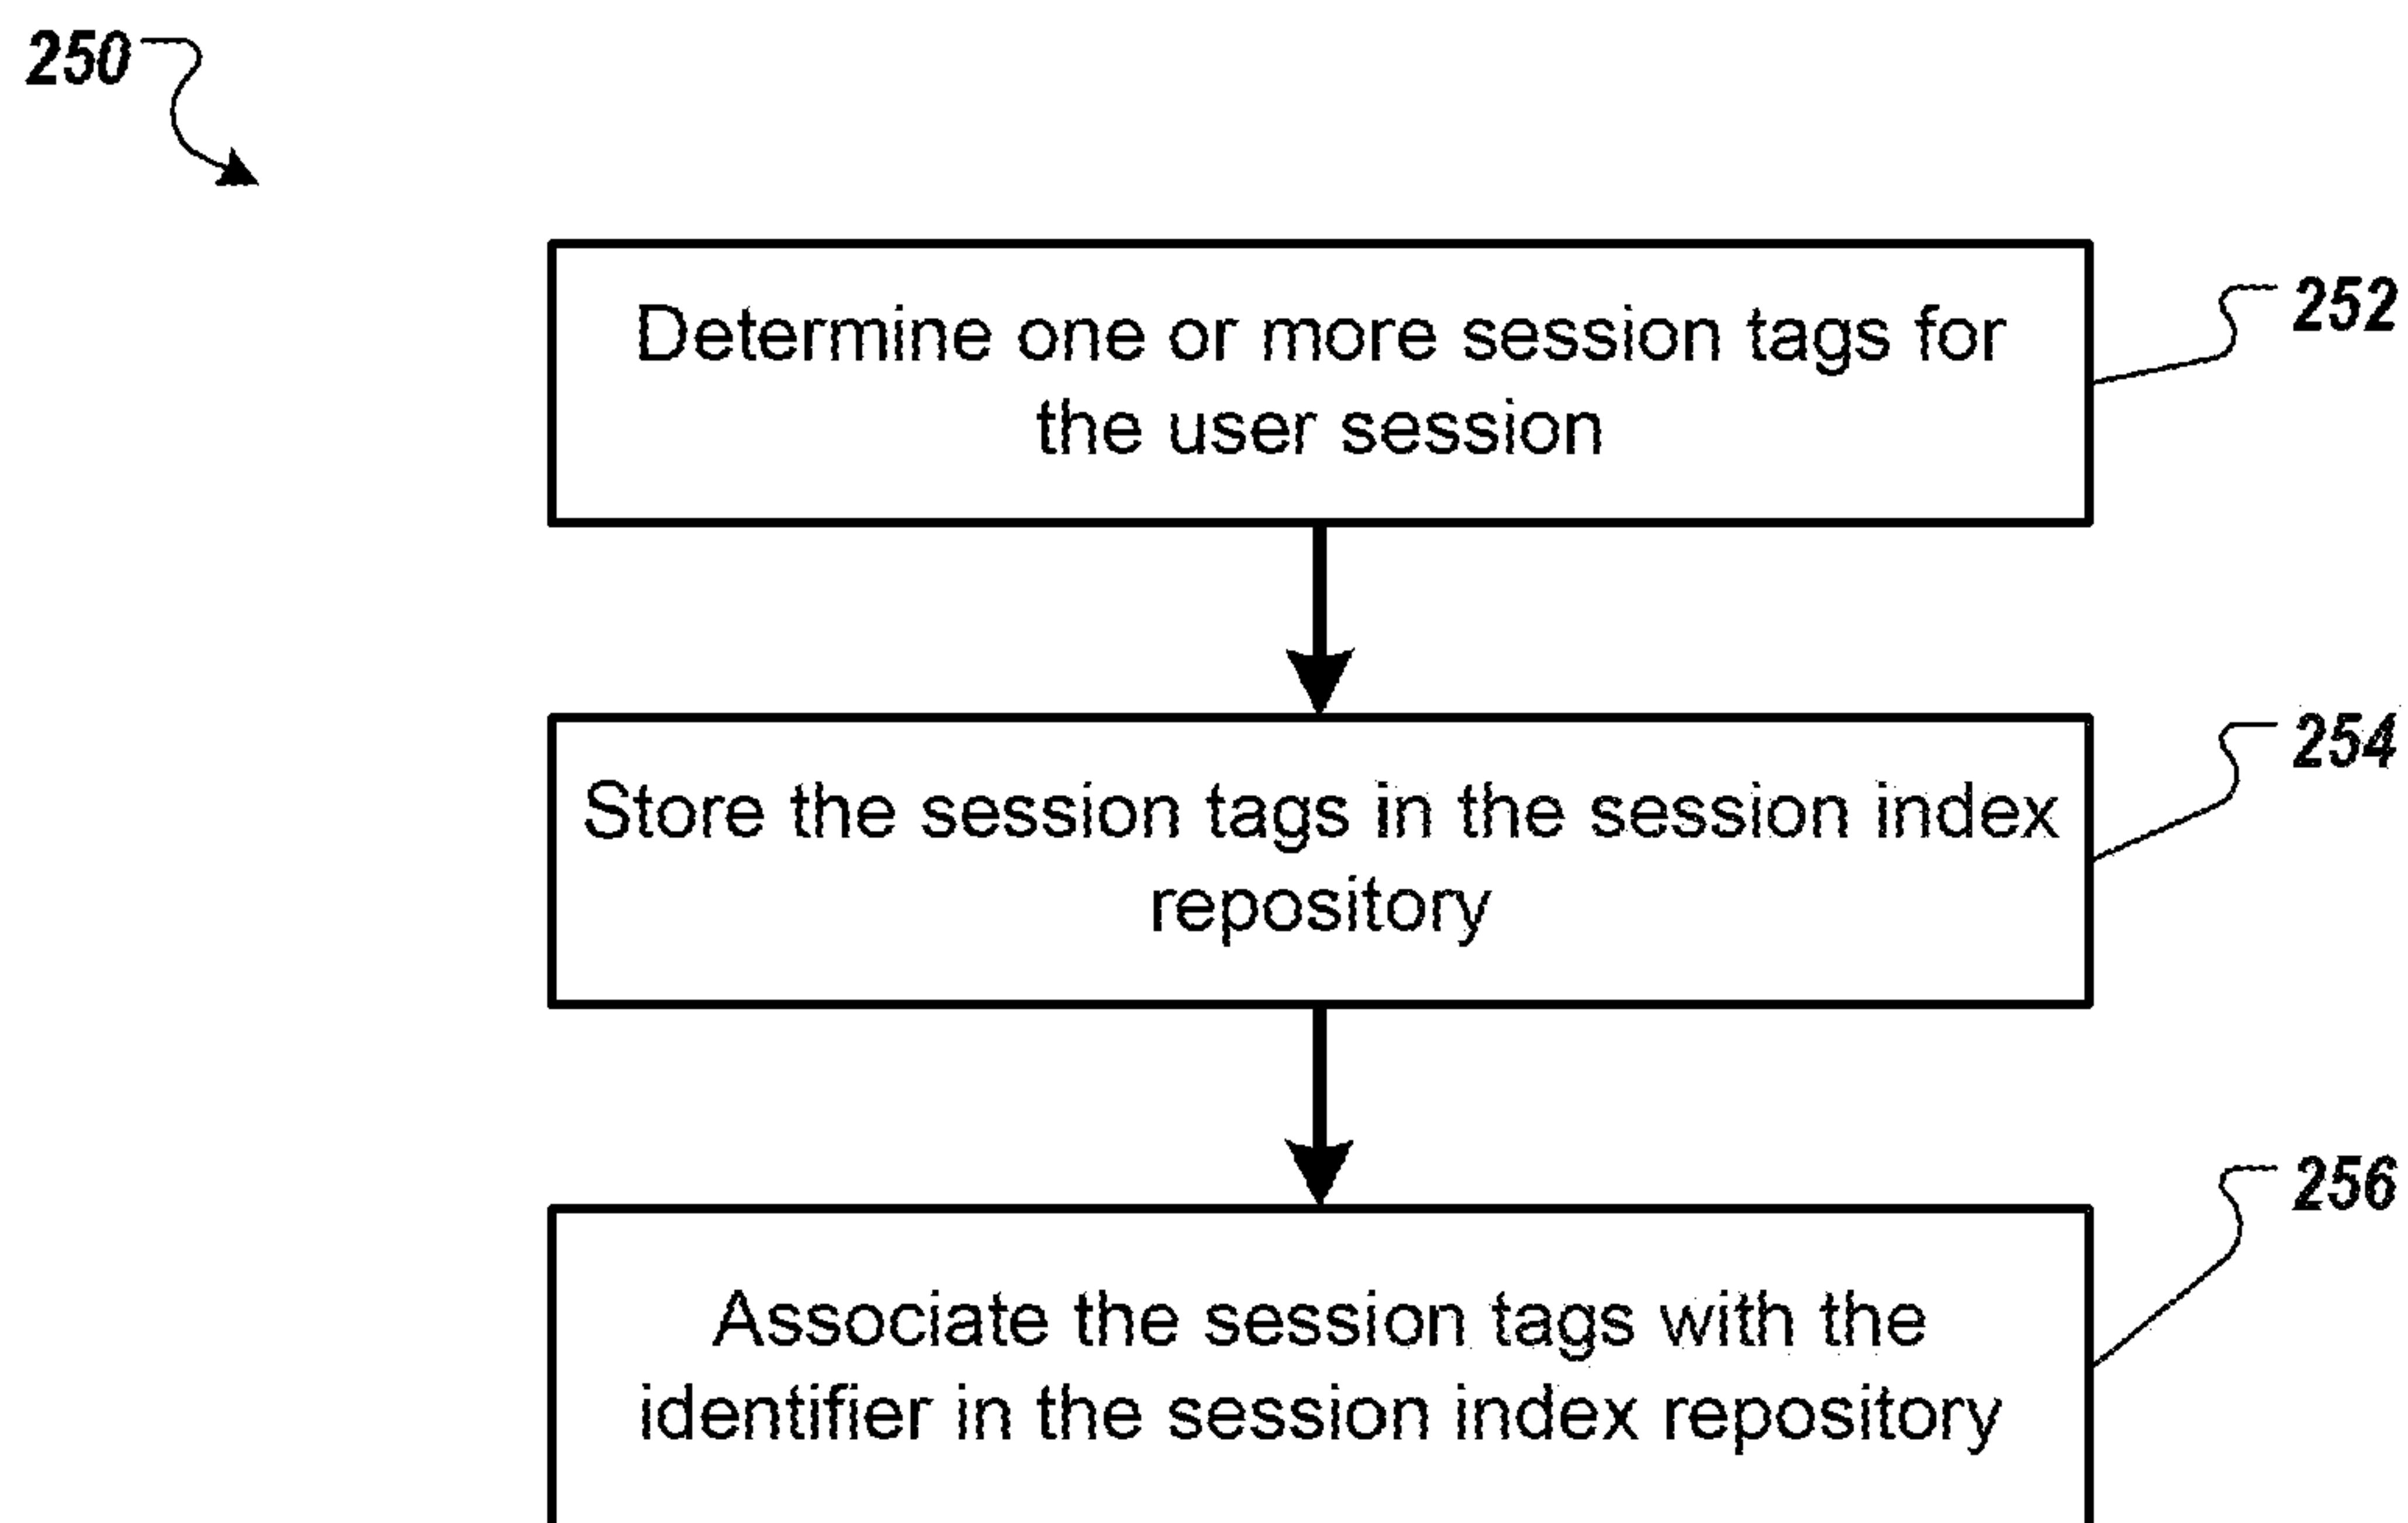 250
Determine one or more session tags for
the user session
252
Store the session tags in the session index
repository
254
Associate the session tags with the
identifier in the session index repository
256